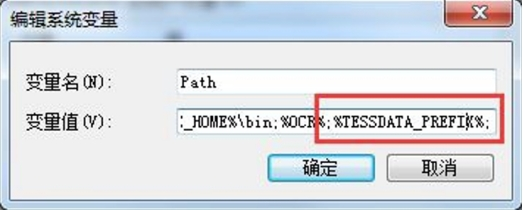 编辑系统变量
变量名(N):
Path
变量值(V):
:_HOME%\bin;%OCR%;%TESSDATA_PREFIX%;
确定
取消